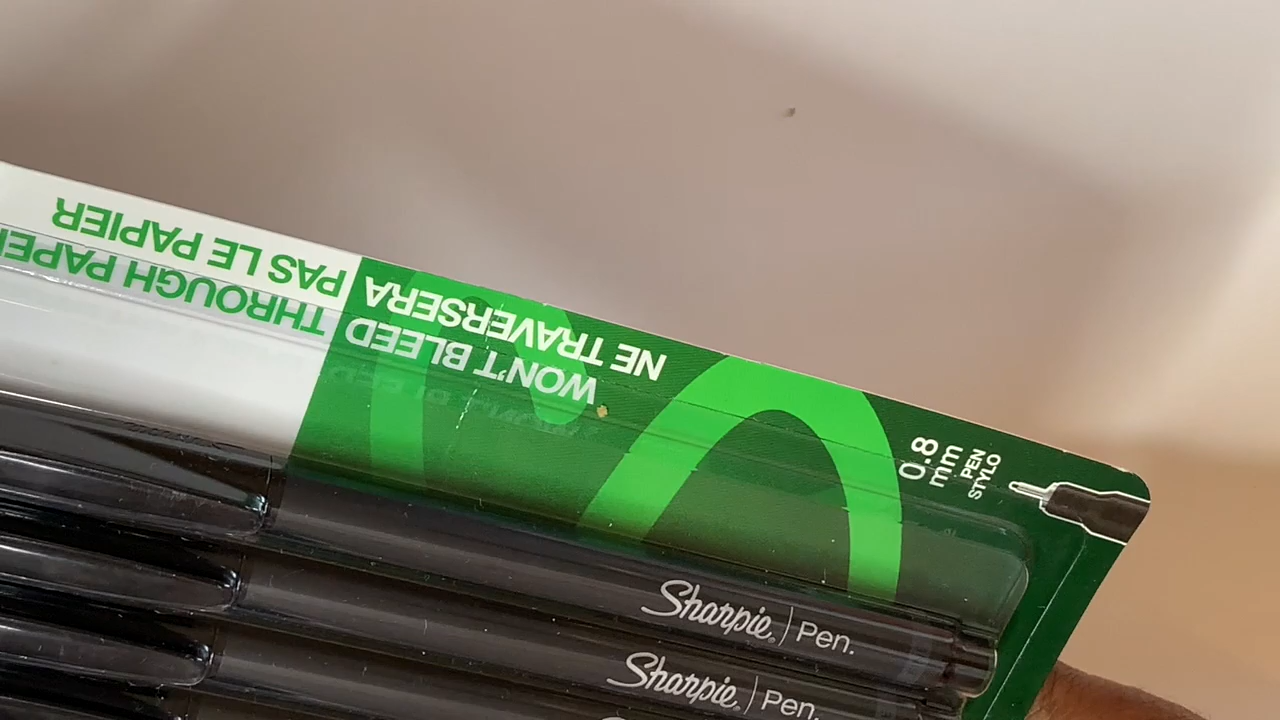 WON'T BLEED THROUGH PAPER
NE TRAVERSERA PAS LE PAPIER
0.8
mm
PEN
STYLO
Sharpie® | Pen.
Sharpie® | Pen.